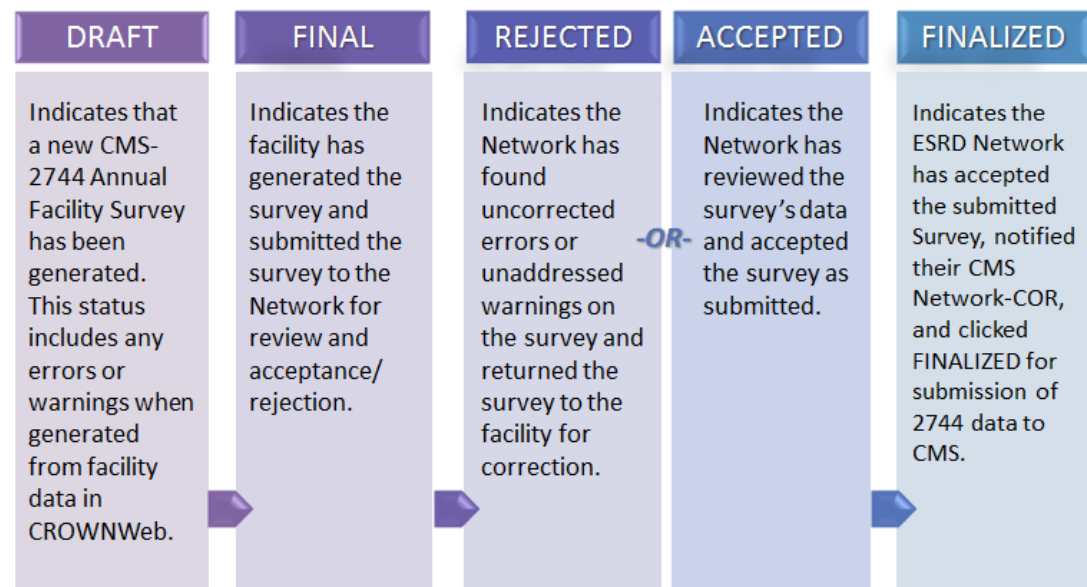 DRAFT
Indicates that
a new CMS-
2744 Annual
Facility Survey
has been
generated.
This status
includes any
errors or
warnings when
generated
from facility
data in
CROWNWeb.
FINAL
Indicates the
facility has
generated the
survey and
submitted the
survey to the
Network for
review and
acceptance/
rejection.
REJECTED
Indicates the
Network has
found
uncorrected
errors or
unaddressed
warnings on
the survey and
returned the
survey to the
facility for
correction.
-OR-
ACCEPTED
Indicates the
Network has
reviewed the
survey’s data
and accepted
the survey as
submitted.
FINALIZED
Indicates the
ESRD Network
has accepted
the submitted
Survey, notified
their CMS
Network-COR,
and clicked
FINALIZED for
submission of
2744 data to
CMS.